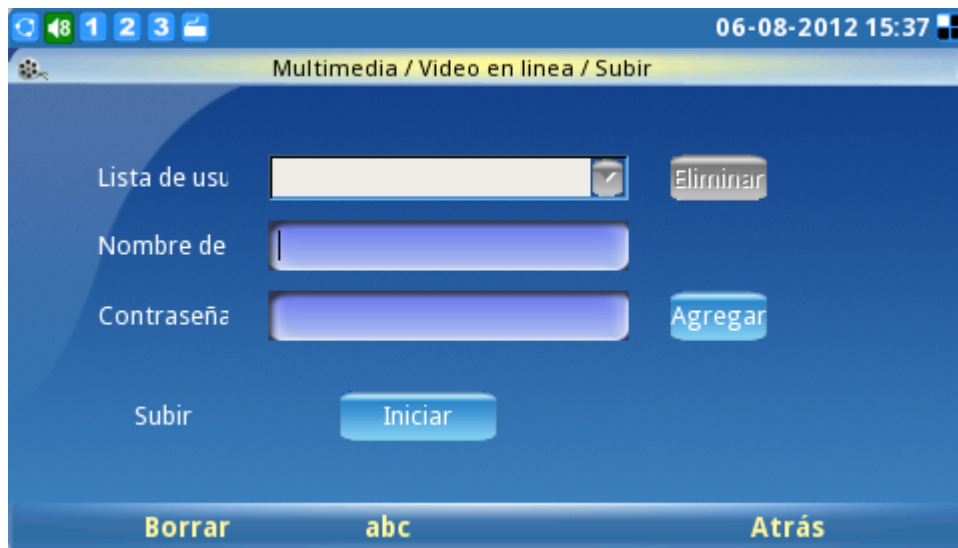 8 1 2 3 06-08-2012 15:37
Multimedia / Video en linea / Subir
Lista de usu Eliminar
Nombre de
Contraseña Agregar
Subir Iniciar
Borrar abc Atrás